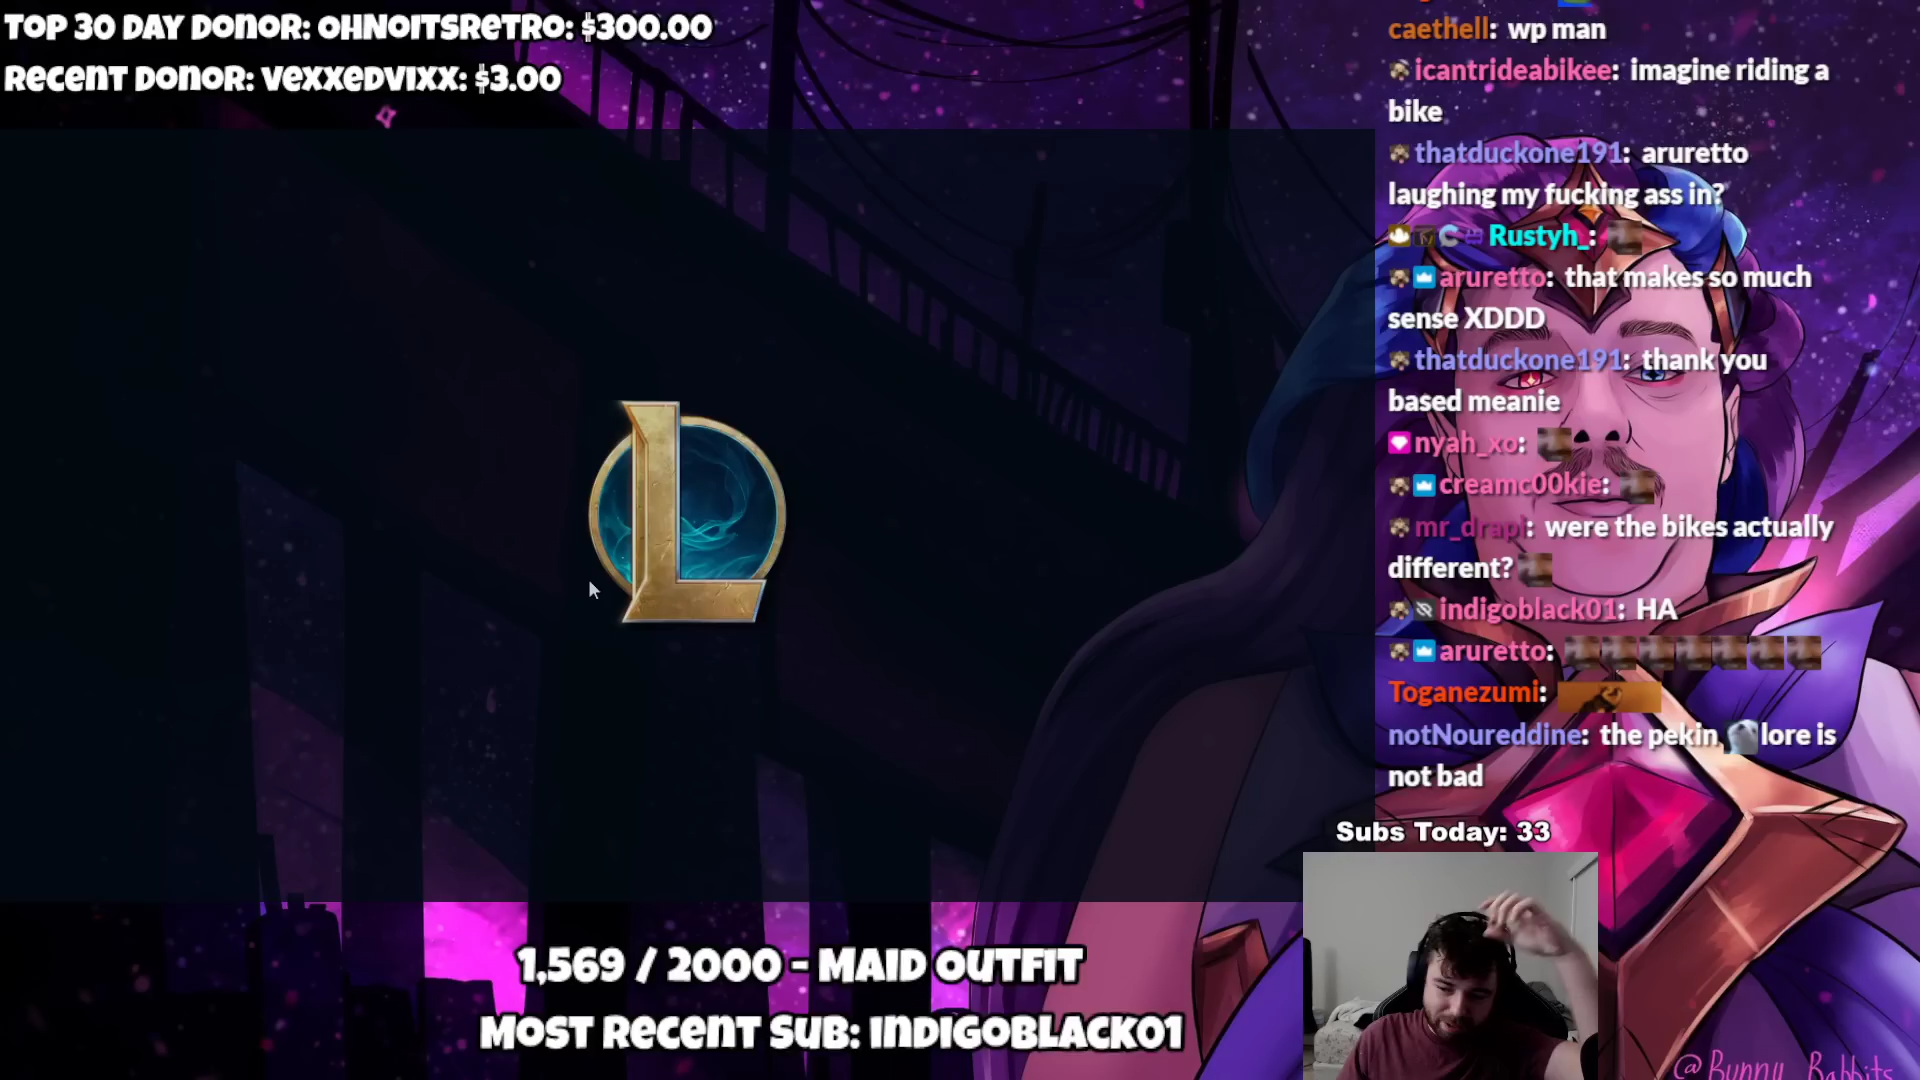 TOP 30 DAY DONOR: OHNOITSRETRO: $300.00
RECENT DONOR: VEXXEDVIXX: $3.00
caethell: wp man
icantrideabikee: imagine riding a
bike
thatduckone191: aruretto
laughing my fucking ass in?
Rustyh_:
aruretto: that makes so much
sense XDDD
thatduckone191: thank you
based meanie
nyah_xo:
creamc00kie:
mr_drapi: were the bikes actually
different?
indigoblack01: HA
aruretto:
Toganezumi:
notNoureddine: the pekin lore is
not bad
Subs Today: 33
1,569 / 2000 - MAID OUTFIT
MOST RECENT SUB: INDIGOBLACK01
@Bunny_Babbits